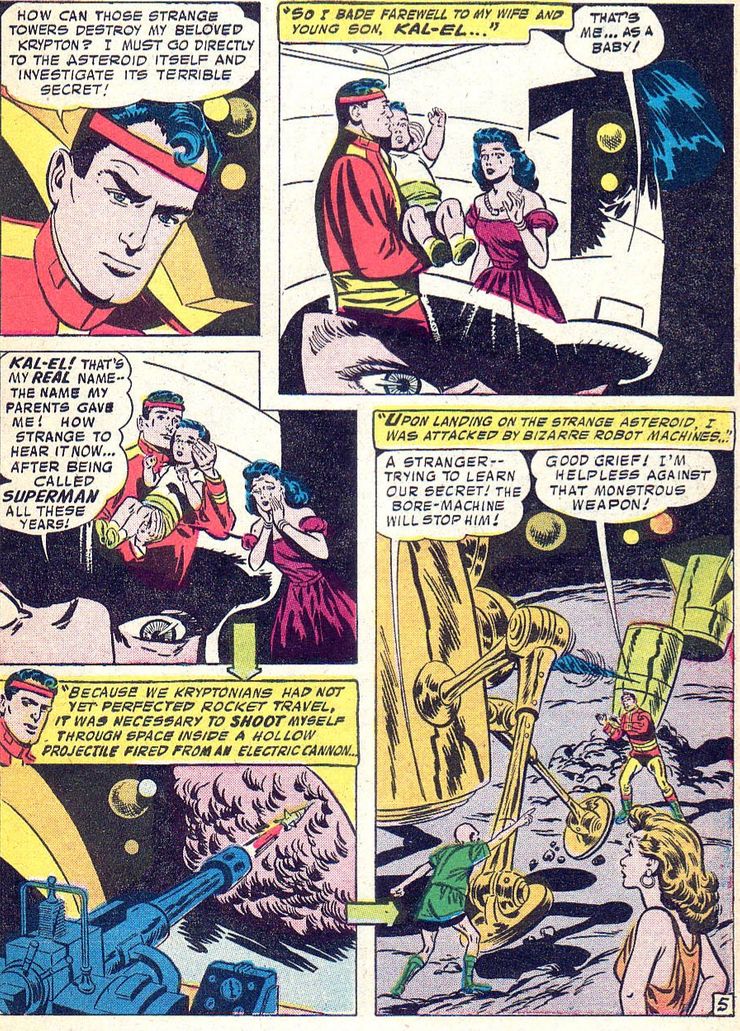 HOW CAN THOSE STRANGE
TOWERS DESTROY MY BELOVED
KRYPTON? I MUST GO DIRECTLY
TO THE ASTEROID ITSELF AND
INVESTIGATE ITS TERRIBLE
SECRET!
"SO I BADE FAREWELL TO MY WIFE AND
YOUNG SON, KAL-EL..."
THAT'S
ME... AS A
BABY!
KAL-EL! THAT'S
MY REAL NAME--
THE NAME MY
PARENTS GAVE
ME! HOW
STRANGE TO
HEAR IT NOW...
AFTER BEING
CALLED
SUPERMAN
ALL THESE
YEARS!
"BECAUSE WE KRYPTONIANS HAD NOT
YET PERFECTED ROCKET TRAVEL,
IT WAS NECESSARY TO SHOOT MYSELF
THROUGH SPACE INSIDE A HOLLOW
PROJECTILE FIRED FROM AN ELECTRIC CANNON...
"UPON LANDING ON THE STRANGE ASTEROID, I
WAS ATTACKED BY BIZARRE ROBOT MACHINES..."
A STRANGER--
TRYING TO LEARN
OUR SECRET! THE
BORE-MACHINE
WILL STOP HIM!
GOOD GRIEF! I'M
HELPLESS AGAINST
THAT MONSTROUS
WEAPON!
5